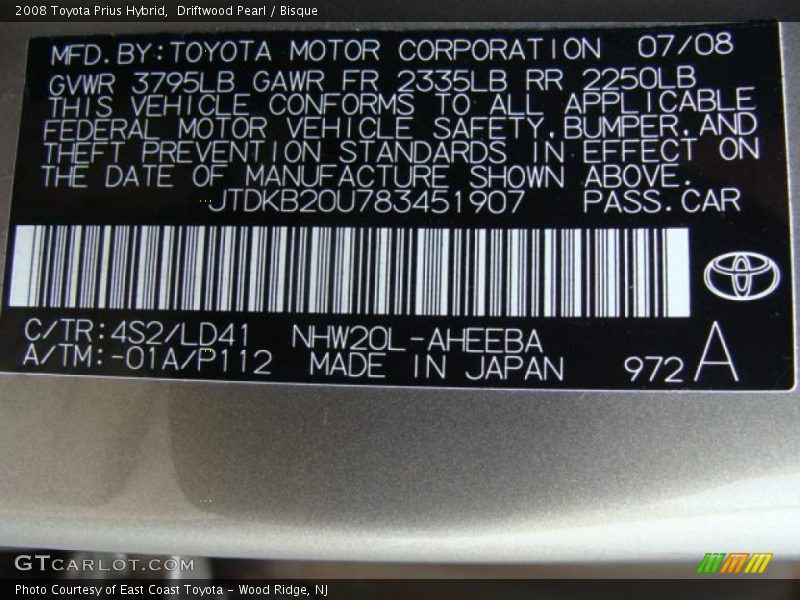 2008 Toyota Prius Hybrid,  Driftwood Pearl / Bisque
MFD.BY:TOYOTA MOTOR CORPORATION 07/08
GVWR 3795LB GAWR FR 2335LB RR 2250LB
THIS VEHICLE CONFORMS TO ALL APPLICABLE
FEDERAL MOTOR VEHICLE SAFETY,BUMPER,AND
THEFT PREVENTION STANDARDS IN EFFECT ON
THE DATE OF MANUFACTURE SHOWN ABOVE.
JTDKB20U783451907 PASS.CAR
C/TR:4S2/LD41 NHW20L-AHEEBA
A/TM:-01A/P112 MADE IN JAPAN 972 A
GTCARLOT.COM
Photo Courtesy of East Coast Toyota - Wood Ridge, NJ